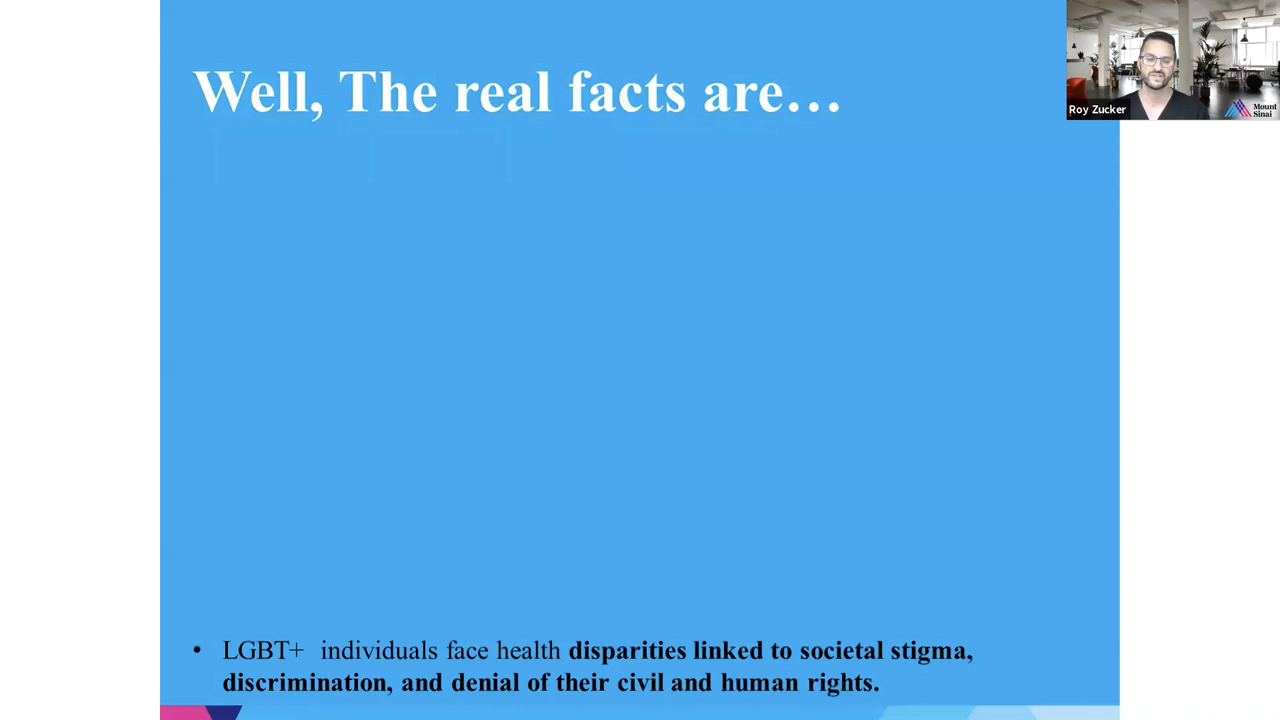 Well, The real facts are…
Roy Zucker
Mount
Sinai
• LGBT+ individuals face health disparities linked to societal stigma,
discrimination, and denial of their civil and human rights.